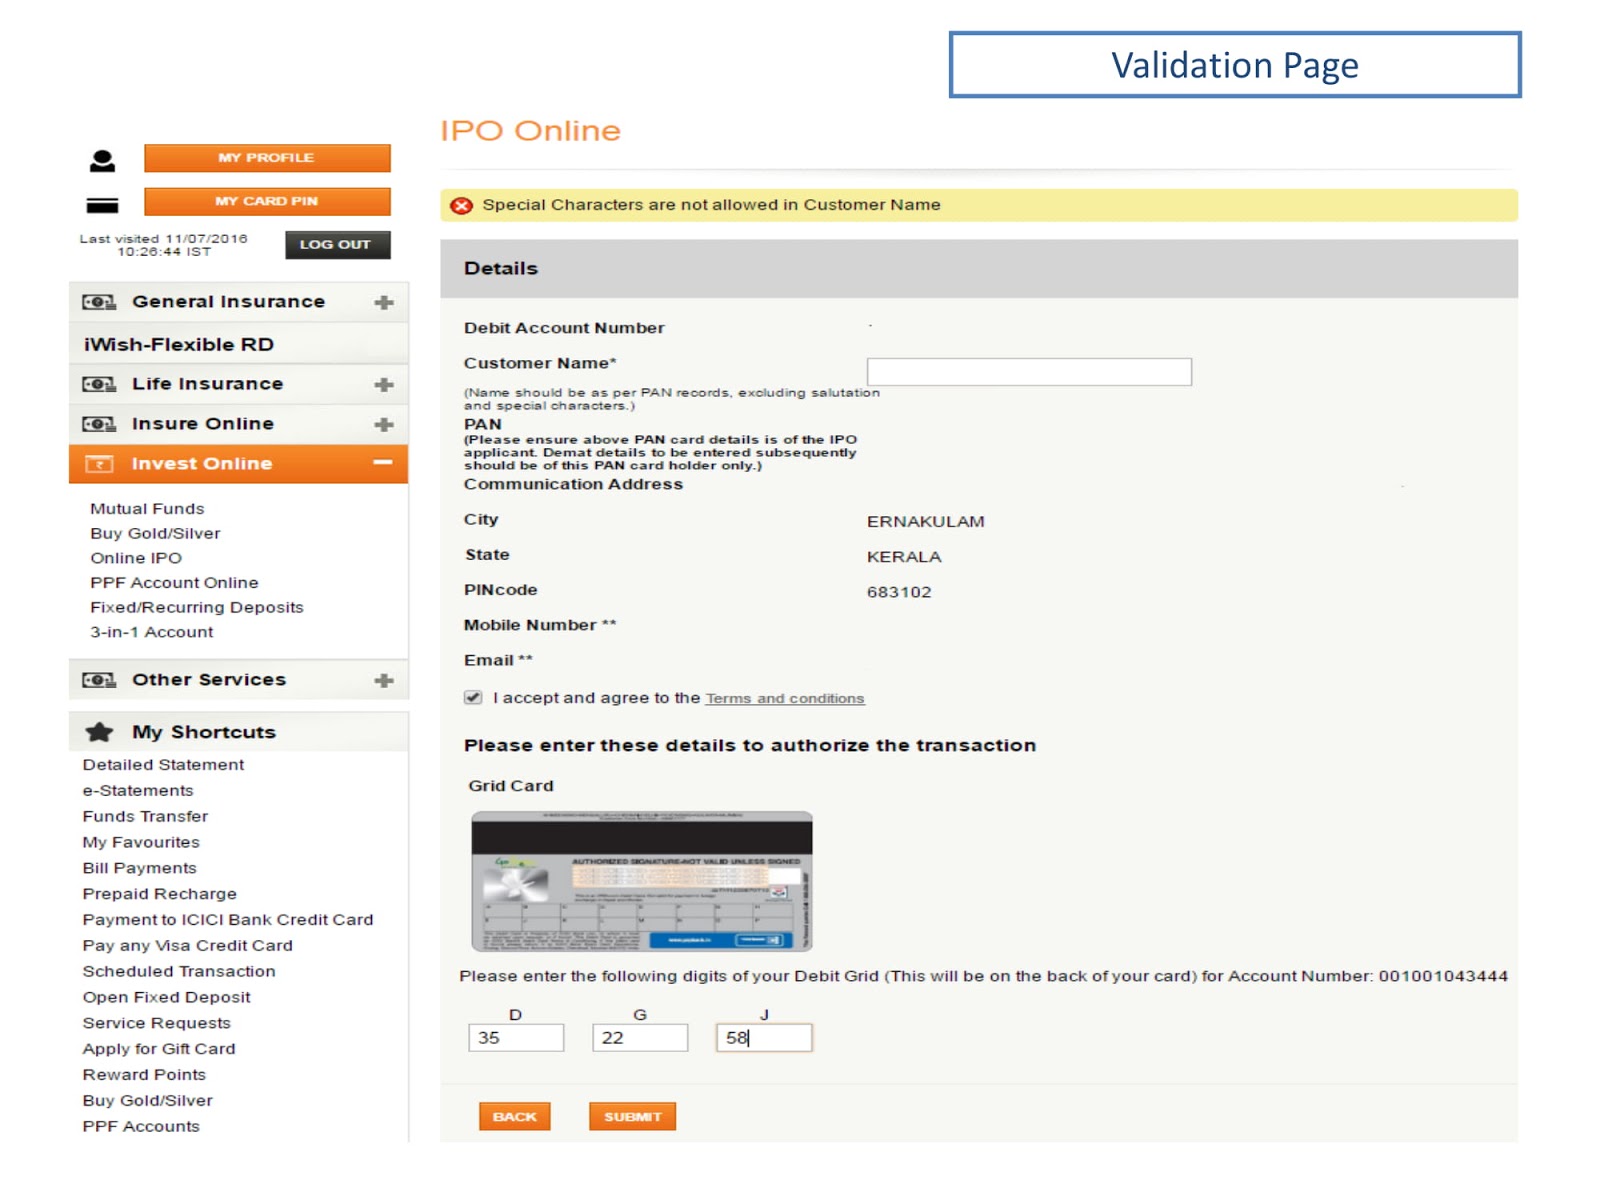 Validation Page
IPO Online
MY PROFILE
MY CARD PIN
Last visited 11/07/2016
10:26:44 IST
LOG OUT
General Insurance
iWish-Flexible RD
Life Insurance
Insure Online
Invest Online
Mutual Funds
Buy Gold/Silver
Online IPO
PPF Account Online
Fixed/Recurring Deposits
3-in-1 Account
Other Services
My Shortcuts
Detailed Statement
e-Statements
Funds Transfer
My Favourites
Bill Payments
Prepaid Recharge
Payment to ICICI Bank Credit Card
Pay any Visa Credit Card
Scheduled Transaction
Open Fixed Deposit
Service Requests
Apply for Gift Card
Reward Points
Buy Gold/Silver
PPF Accounts
Special Characters are not allowed in Customer Name
Details
Debit Account Number
Customer Name*
(Name should be as per PAN records, excluding salutation
and special characters.)
PAN
(Please ensure above PAN card details is of the IPO
applicant. Demat details to be entered subsequently
should be of this PAN card holder only.)
Communication Address
City ERNAKULAM
State KERALA
PINcode 683102
Mobile Number **
Email **
I accept and agree to the Terms and conditions
Please enter these details to authorize the transaction
Grid Card
AUTHORIZED SIGNATURE-NOT VALID UNLESS SIGNED
Please enter the following digits of your Debit Grid (This will be on the back of your card) for Account Number: 001001043444
D G J
35 22 58
BACK SUBMIT